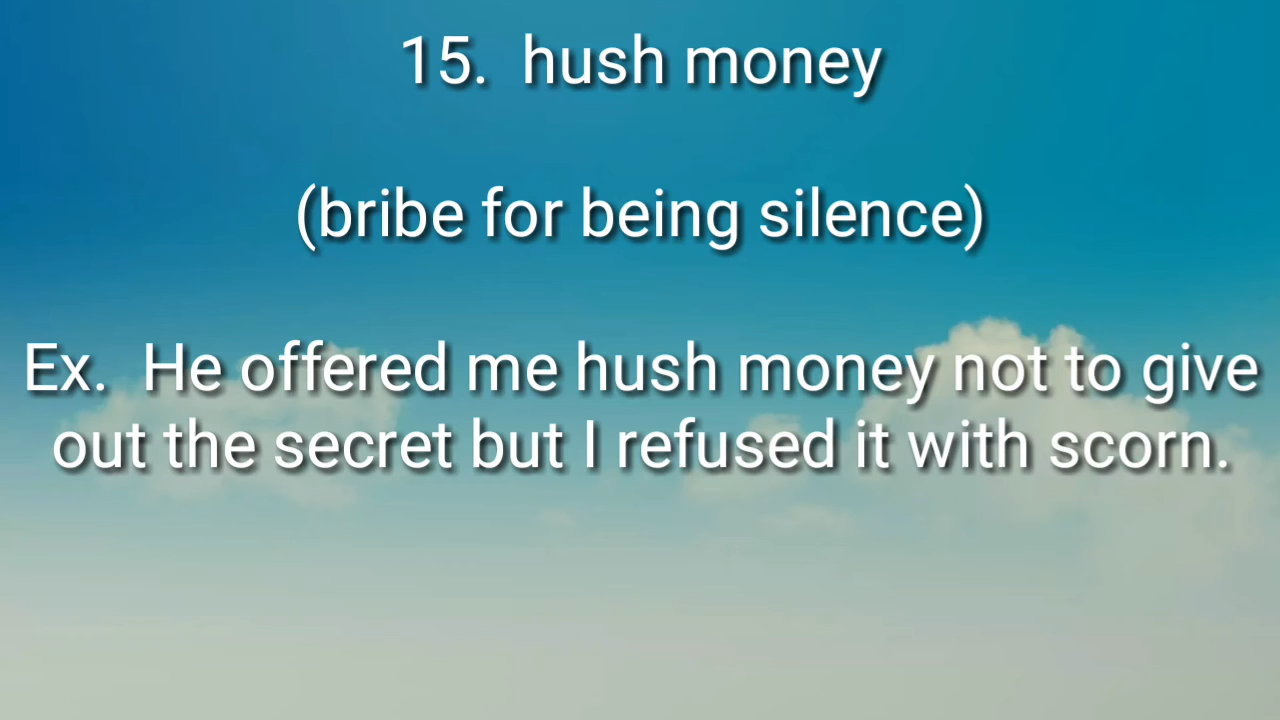 15.  hush money
(bribe for being silence)
Ex.  He offered me hush money not to give
out the secret but I refused it with scorn.